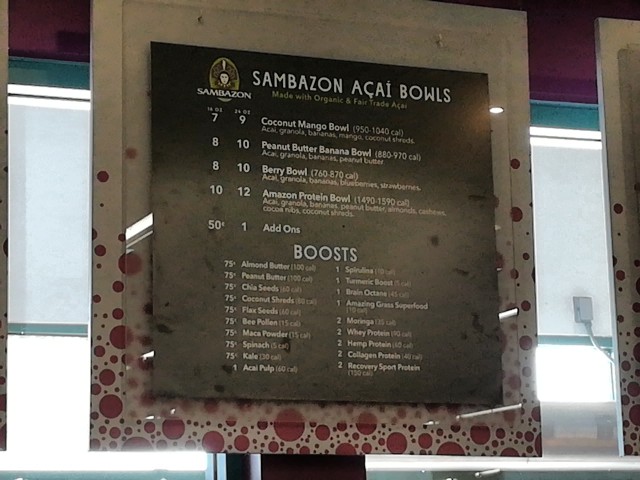 SAMBAZON
SAMBAZON AÇAÍ BOWLS
Made with Organic & Fair Trade Açaí
16 OZ 24 OZ
7 9 Coconut Mango Bowl (950-1040 cal)
Acai, granola, bananas, mango, coconut shreds.
8 10 Peanut Butter Banana Bowl (880-970 cal)
Acai, granola, bananas, peanut butter
8 10 Berry Bowl (760-870 cal)
Acai, granola, bananas, blueberries, strawberries.
10 12 Amazon Protein Bowl (1490-1590 cal)
Acai, granola, bananas, peanut butter, almonds, cashews,
cocoa nibs, coconut shreds.
50¢ 1 Add Ons
BOOSTS
75¢ Almond Butter (100 cal)
75¢ Peanut Butter (100 cal)
75¢ Chia Seeds (60 cal)
75¢ Coconut Shreds (80 cal)
75¢ Flax Seeds (60 cal)
75¢ Bee Pollen (15 cal)
75¢ Maca Powder (15 cal)
75¢ Spinach (5 cal)
75¢ Kale (30 cal)
1 Acai Pulp (60 cal)
1 Spirulina (10 cal)
1 Turmeric Boost (5 cal)
1 Brain Octane (45 cal)
1 Amazing Grass Superfood
(10 cal)
2 Moringa (35 cal)
2 Whey Protein (90 cal)
2 Hemp Protein (60 cal)
2 Collagen Protein (40 cal)
2 Recovery Sport Protein
(130 cal)